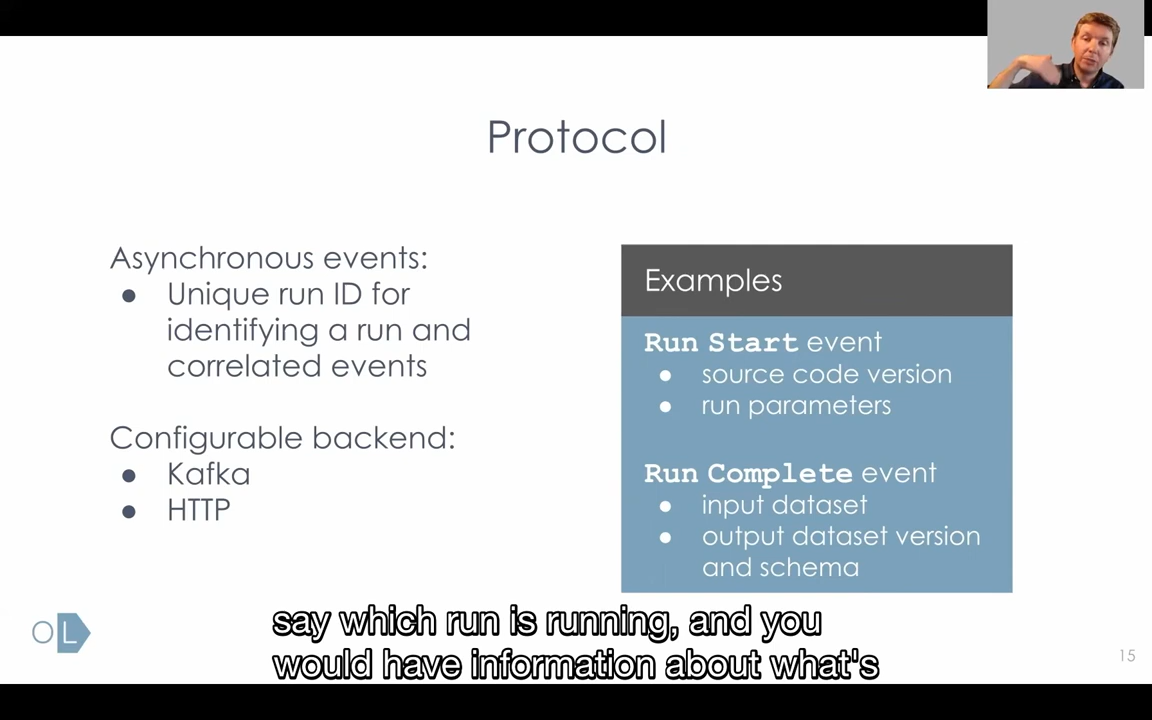 Protocol
Asynchronous events:
● Unique run ID for
identifying a run and
correlated events
Configurable backend:
● Kafka
● HTTP
Examples
Run Start event
● source code version
● run parameters
Run Complete event
● input dataset
● output dataset version
and schema
say which run is running, and you
would have information about what's
OL
15